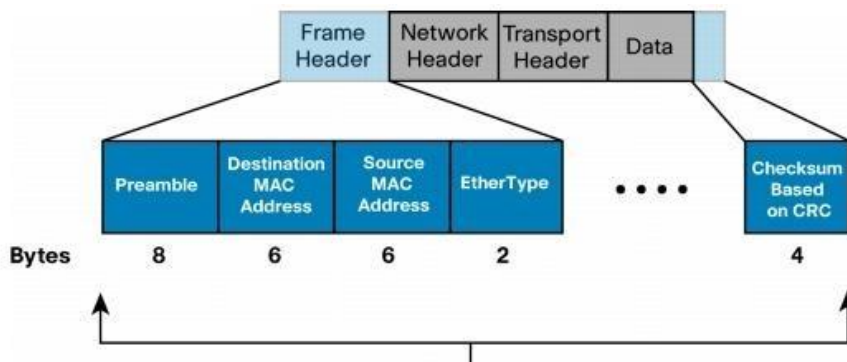 Frame Header
Network Header
Transport Header
Data
Preamble
Destination MAC Address
Source MAC Address
EtherType
Checksum Based on CRC
Bytes 8 6 6 2 4